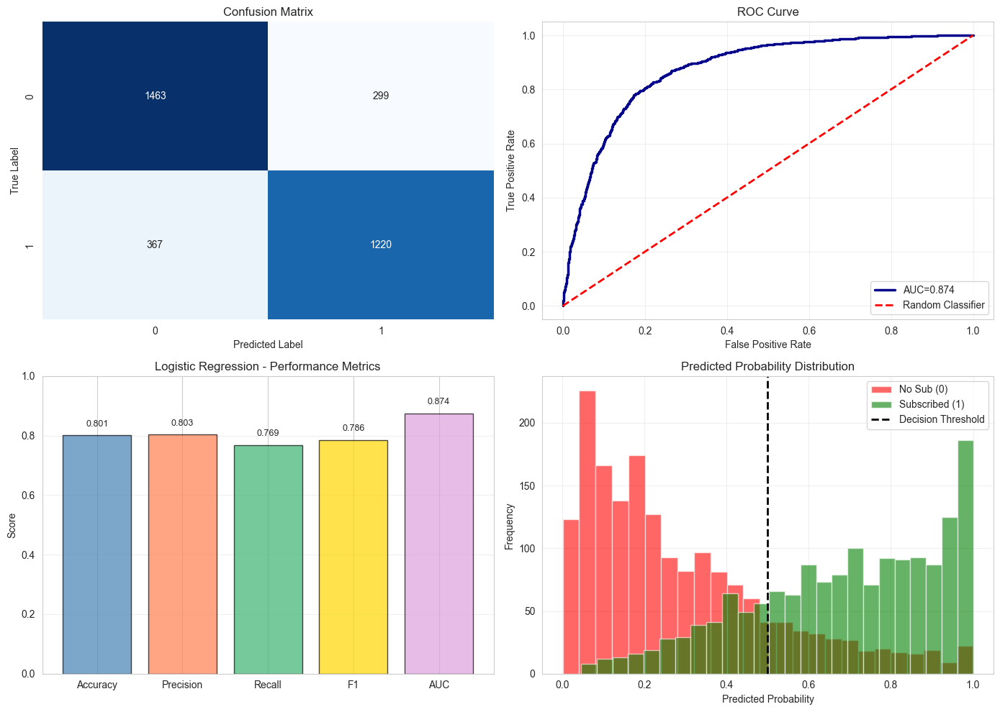 Confusion Matrix
0
1463
299
True Label
1
367
1220
0
1
Predicted Label
ROC Curve
1.0
0.8
0.6
0.4
0.2
0.0
True Positive Rate
AUC=0.874
Random Classifier
0.0
0.2
0.4
0.6
0.8
1.0
False Positive Rate
Logistic Regression - Performance Metrics
1.0
0.8
0.6
0.4
0.2
0.0
Score
0.801
0.803
0.769
0.786
0.874
Accuracy
Precision
Recall
F1
AUC
Predicted Probability Distribution
No Sub (0)
Subscribed (1)
Decision Threshold
200
150
100
50
0
Frequency
0.0
0.2
0.4
0.6
0.8
1.0
Predicted Probability